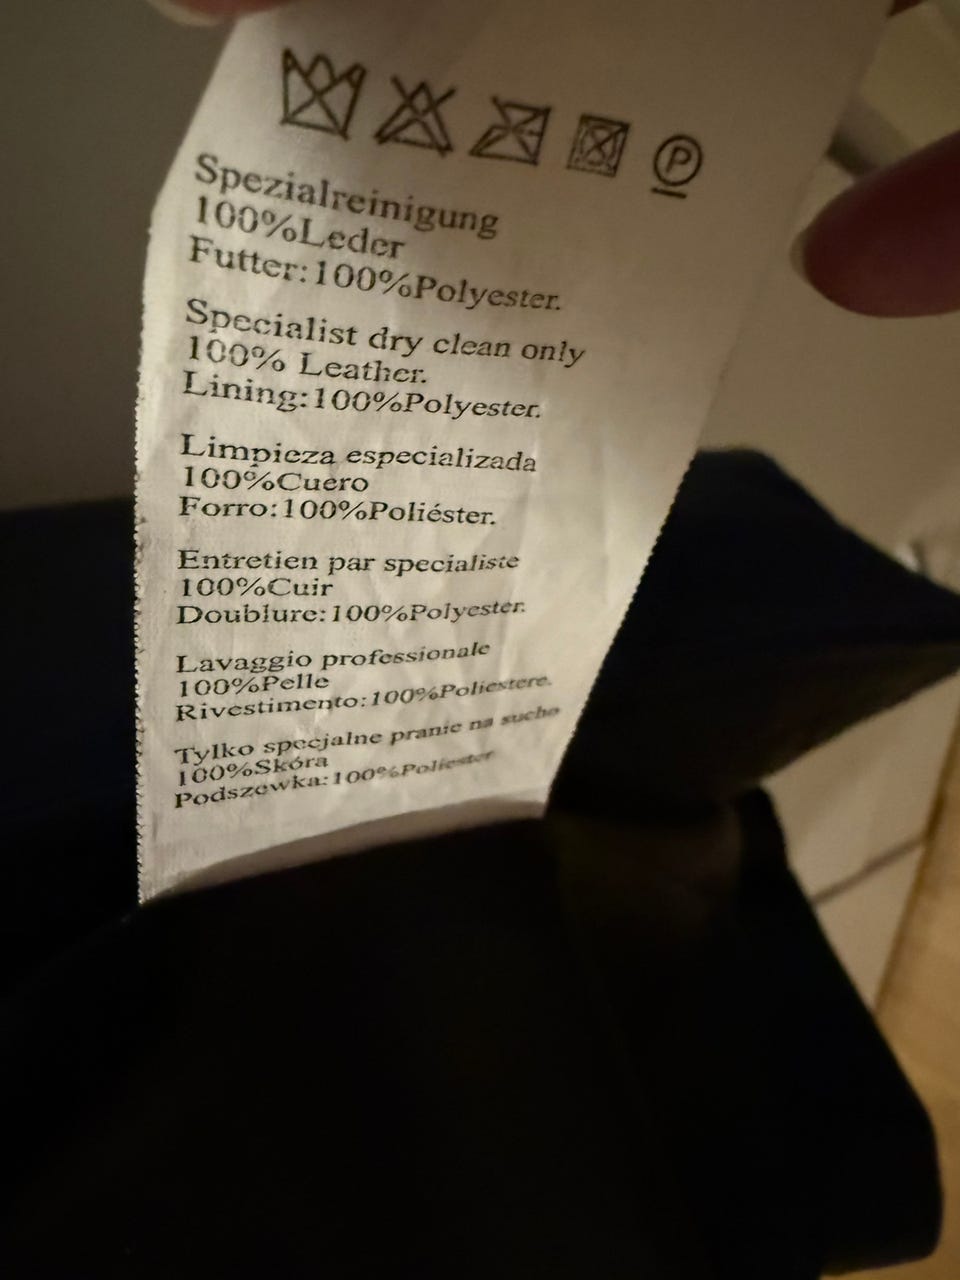 P
Spezialreinigung
100%Leder
Futter:100%Polyester.
Specialist dry clean only
100% Leather.
Lining:100%Polyester.
Limpieza especializada
100%Cuero
Forro:100%Poliéster.
Entretien par specialiste
100%Cuir
Doublure:100%Polyester.
Lavaggio professionale
100%Pelle
Rivestimento:100%Poliestere.
Tylko specjalne pranie na sucho
100%Skóra
Podszewka:100%Poliester